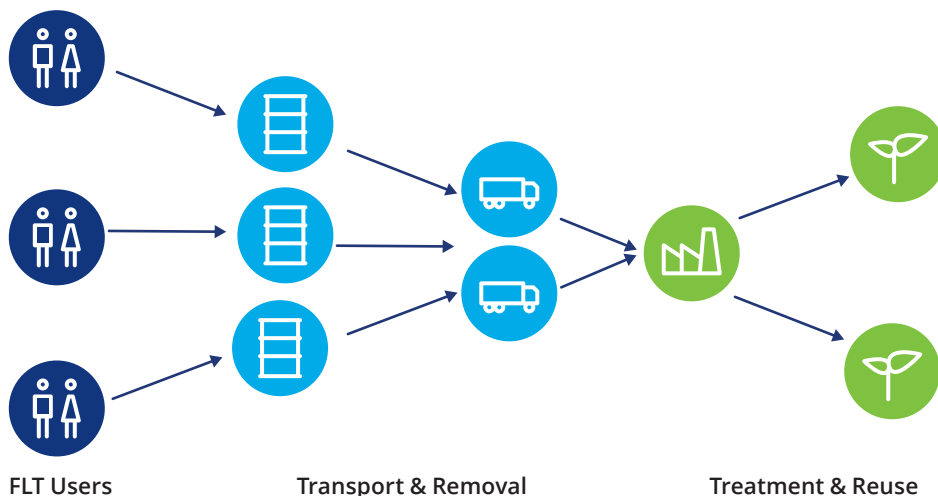 FLT Users
Transport & Removal
Treatment & Reuse